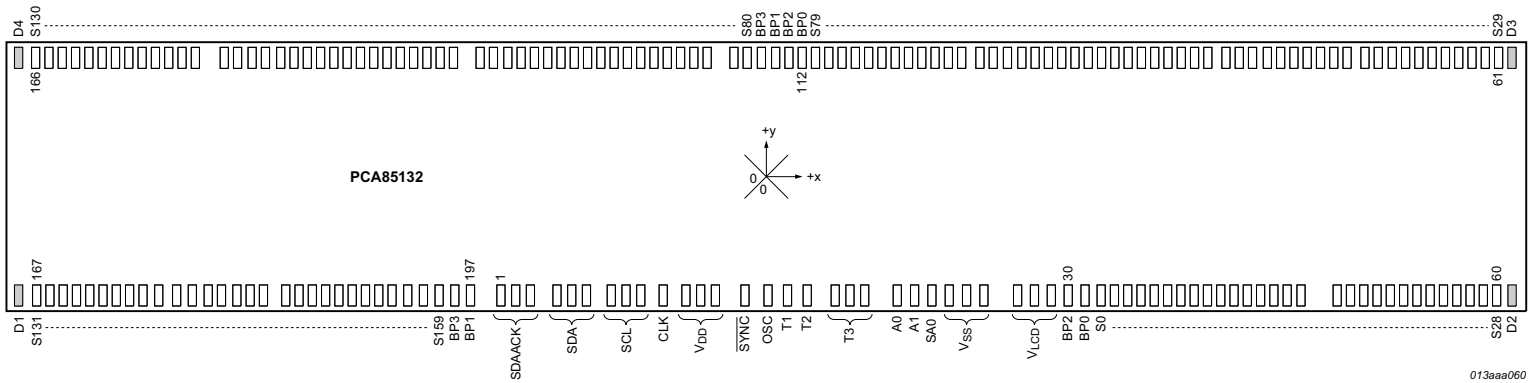 D4
S130
S80
BP3
BP1
BP2
BP0
S79
S29
D3
166
112
61
+y
PCA85132
0
0
+x
167
197
1
30
60
D1
S131
S159
BP3
BP1
SDAACK
SDA
SCL
CLK
VDD
SYNC
OSC
T1
T2
T3
A0
A1
SA0
VSS
VLCD
BP2
BP0
S0
S28
D2
013aaa060